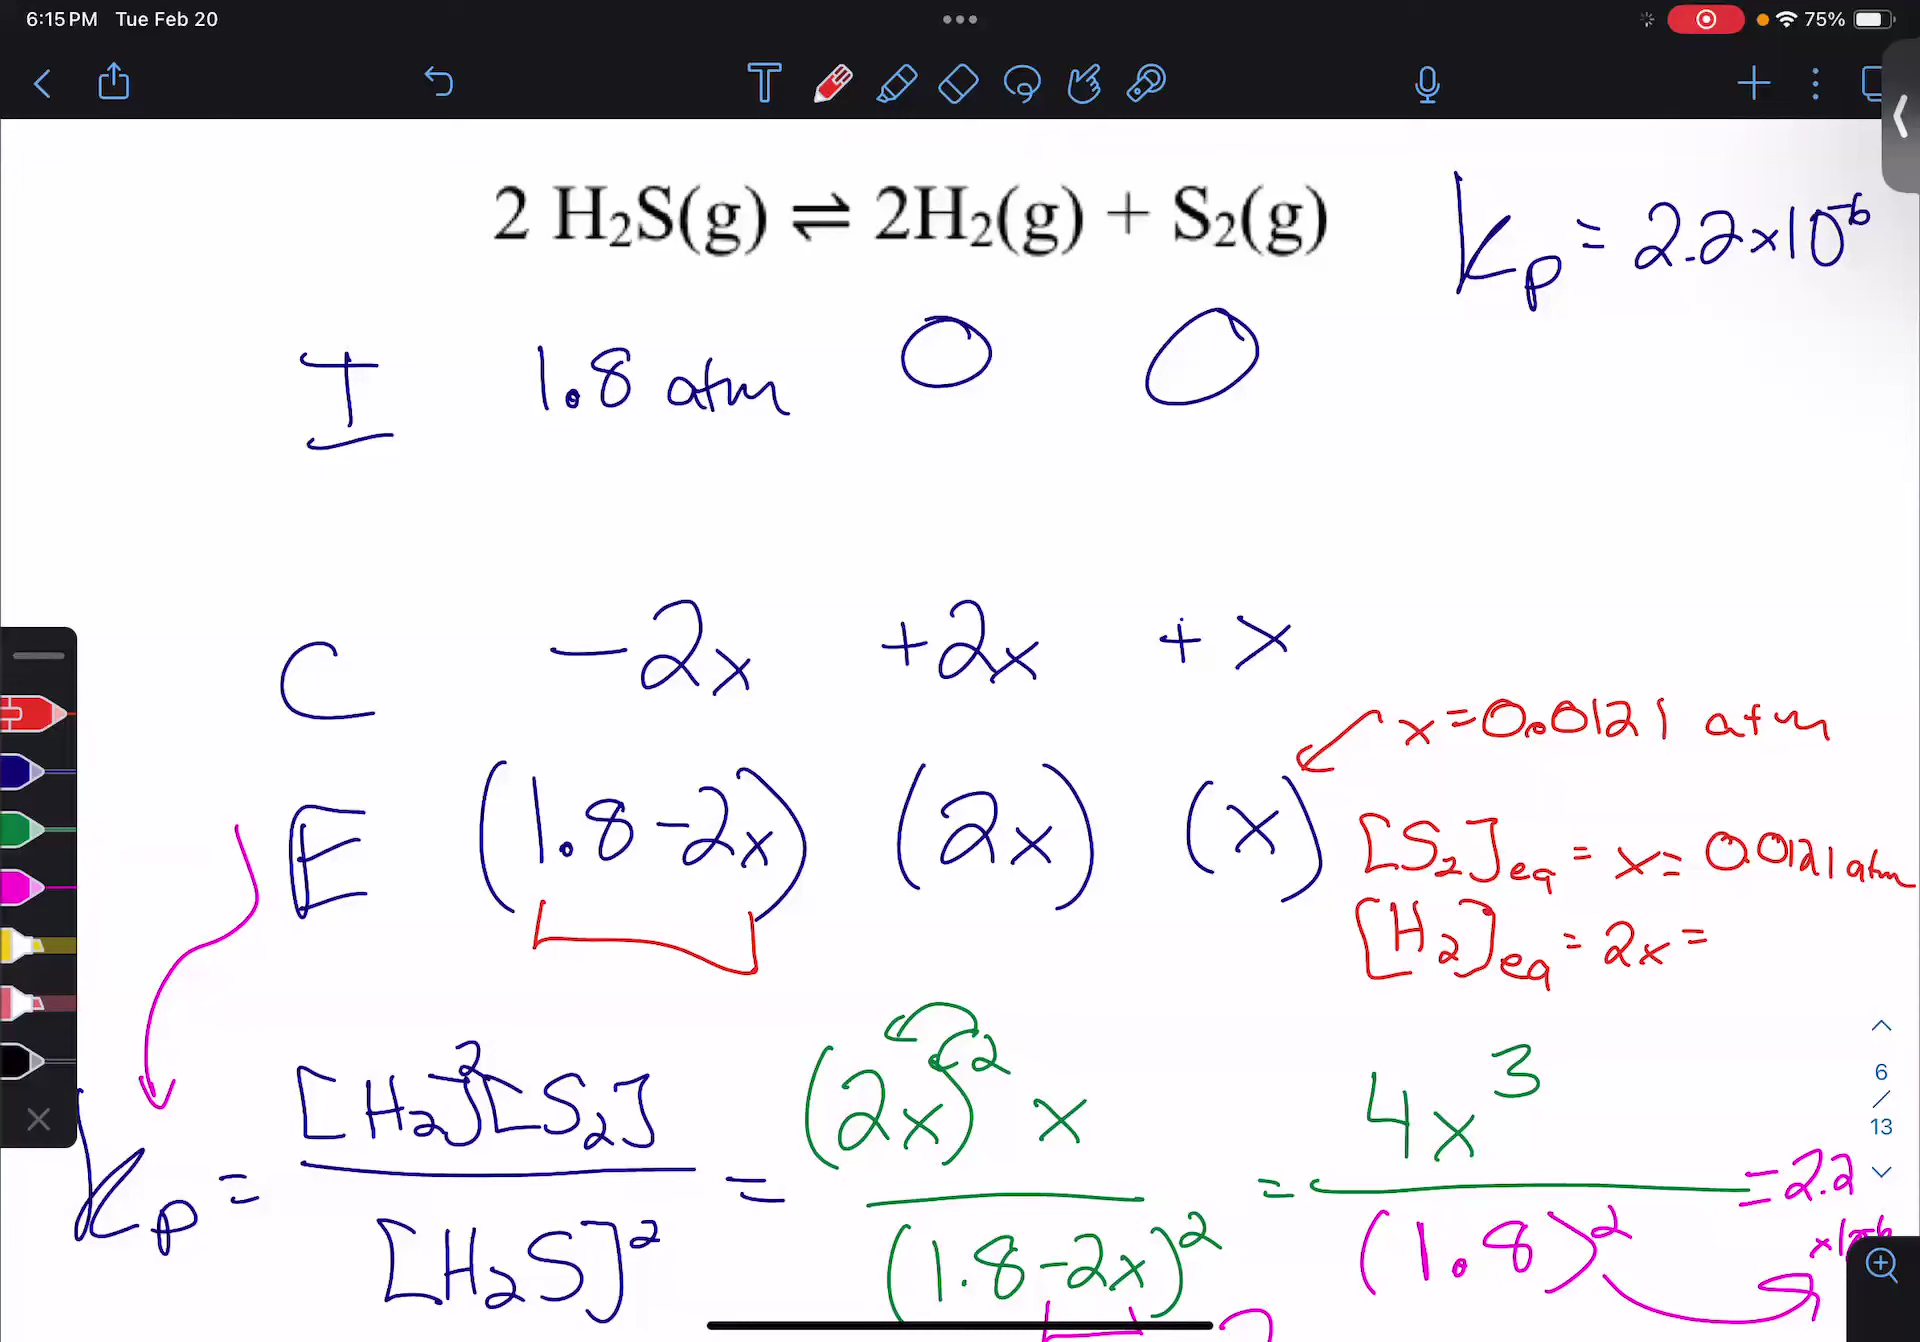 6:15 PM Tue Feb 20
75%
2 H₂S(g) ⇌ 2H₂(g) + S₂(g)
Kp = 2.2×10⁻⁶
I 1.8 atm 0 0
C -2x +2x + x
x = 0.0121 atm
E (1.8-2x) (2x) (x)
[S₂]eq = x = 0.0121 atm
[H₂]eq = 2x =
Kp = [H₂]²[S₂] / [H₂S]² = (2x)² x / (1.8-2x)² = 4x³ / (1.8)² = 2.2
6 / 13